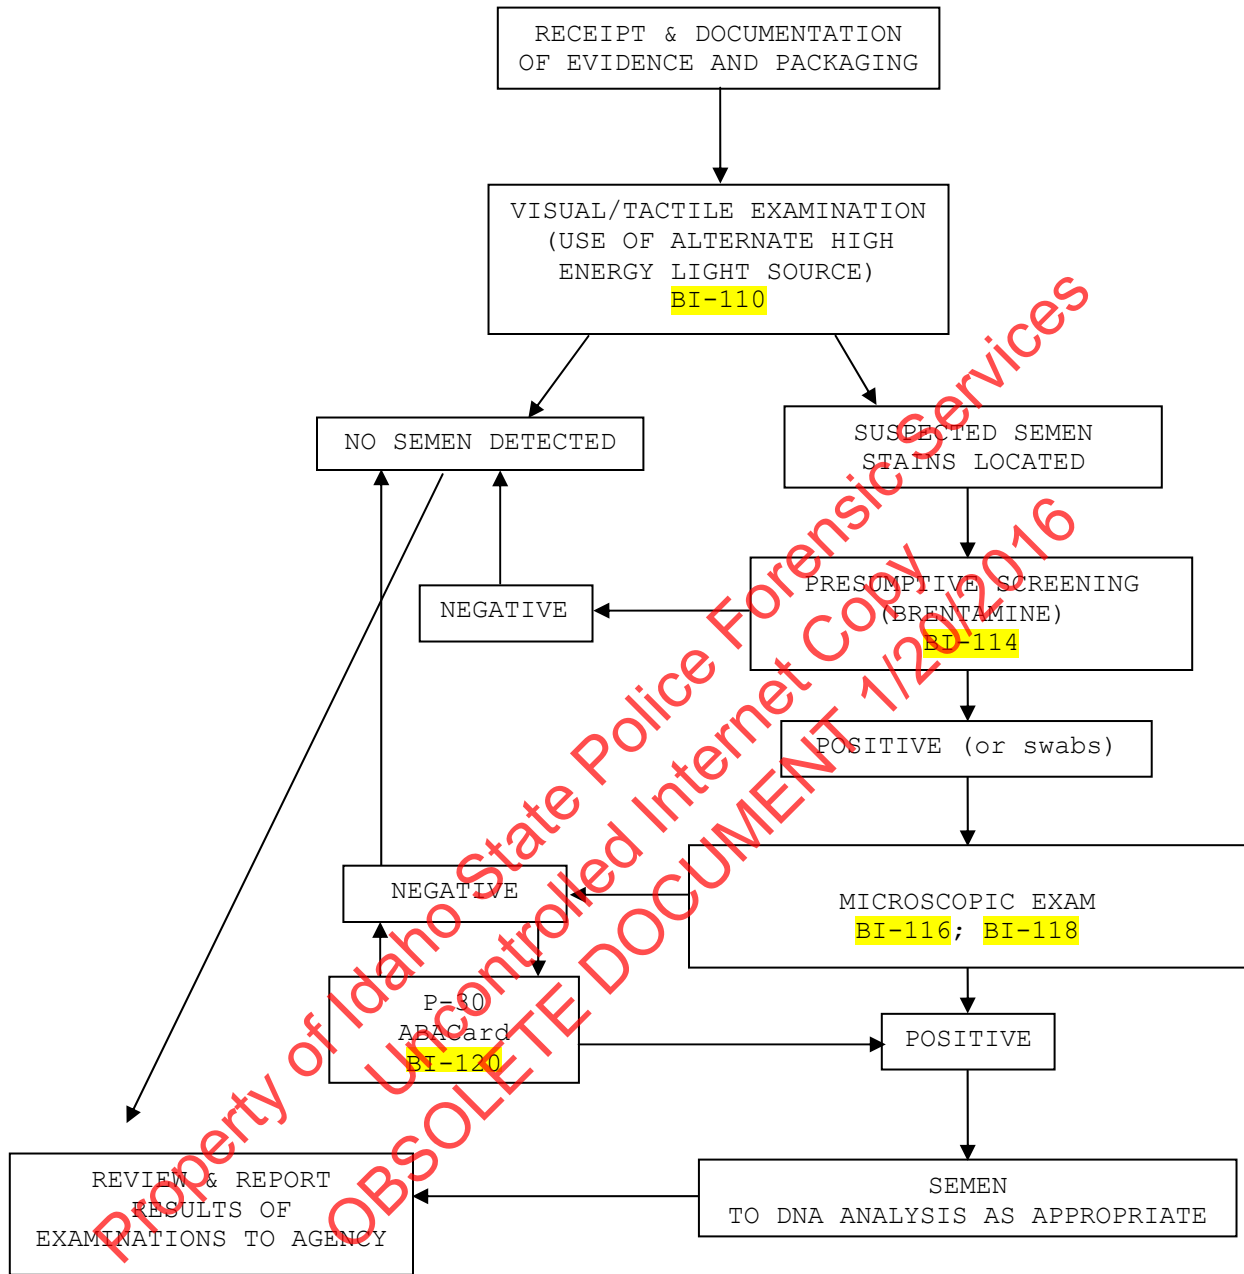 RECEIPT & DOCUMENTATION
OF EVIDENCE AND PACKAGING
VISUAL/TACTILE EXAMINATION
(USE OF ALTERNATE HIGH
ENERGY LIGHT SOURCE)
BI-110
NO SEMEN DETECTED
SUSPECTED SEMEN
STAINS LOCATED
NEGATIVE
PRESUMPTIVE SCREENING
(BRENTAMINE)
BI-114
POSITIVE (or swabs)
NEGATIVE
MICROSCOPIC EXAM
BI-116; BI-118
P-30
ABACard
BI-120
POSITIVE
REVIEW & REPORT
RESULTS OF
EXAMINATIONS TO AGENCY
SEMEN
TO DNA ANALYSIS AS APPROPRIATE
Property of Idaho State Police Forensic Services
Uncontrolled Internet Copy
OBSOLETE DOCUMENT 1/20/2016